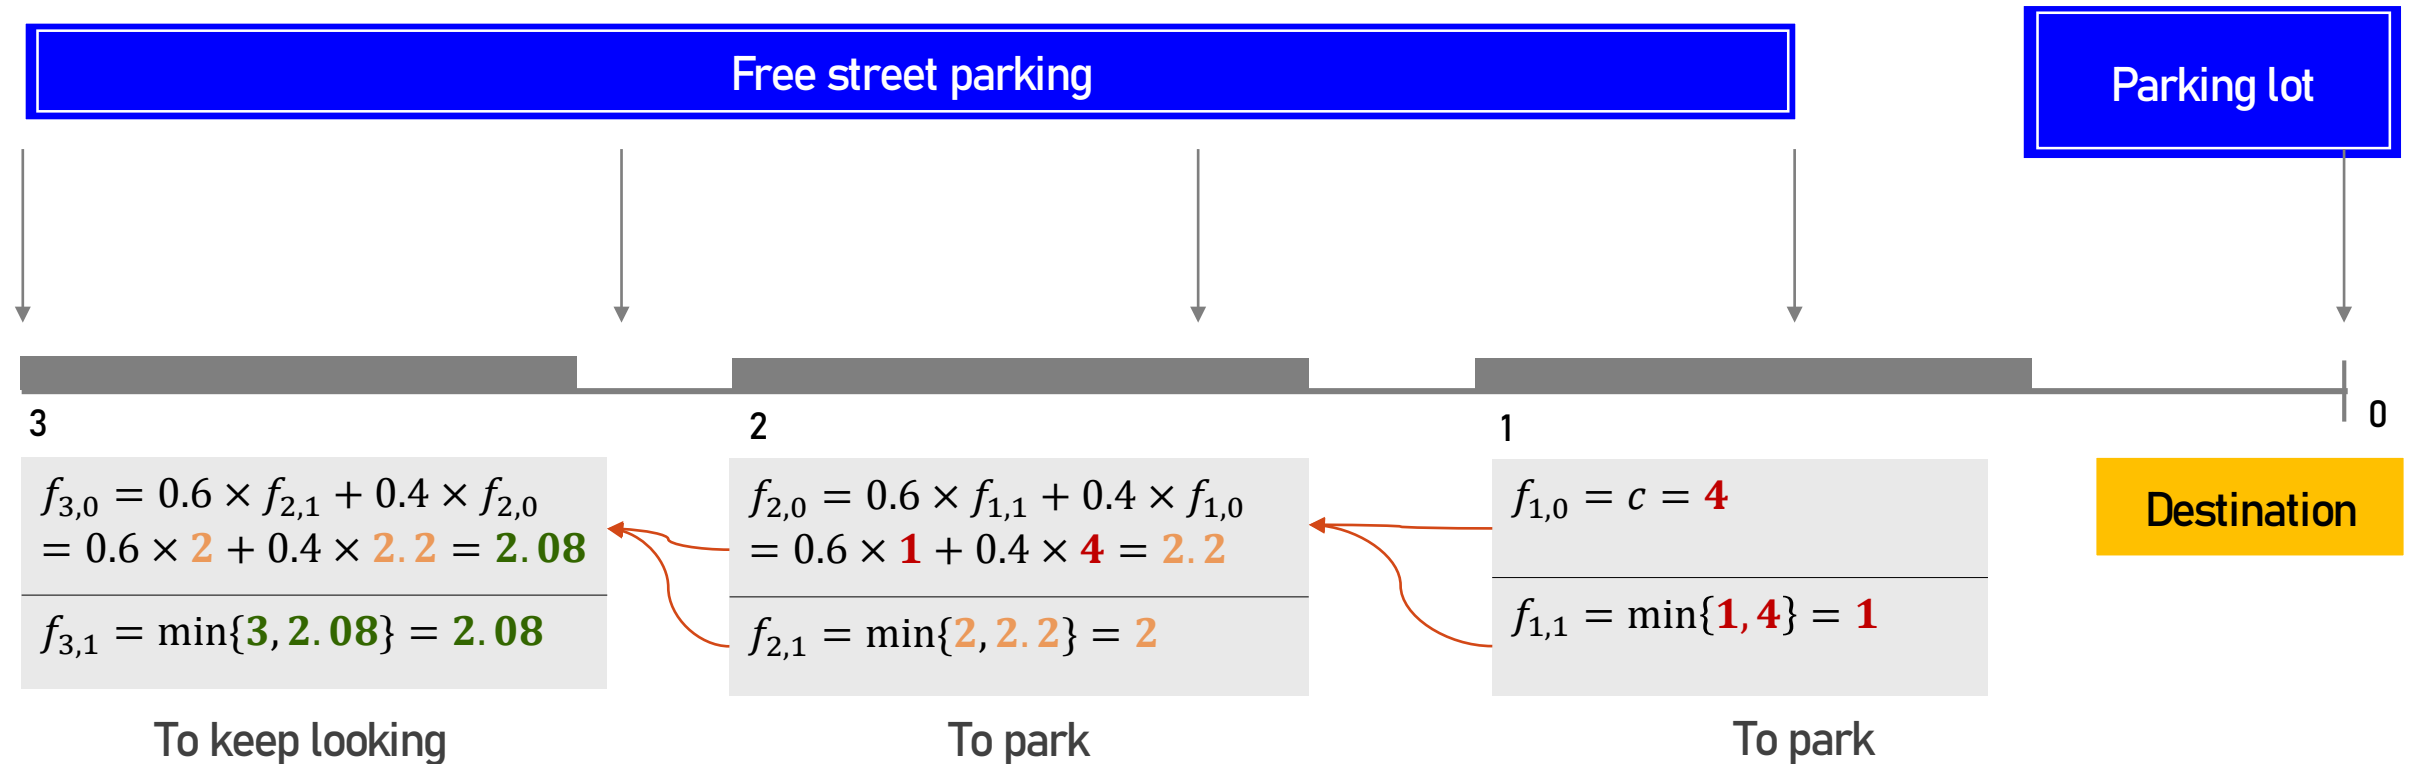 Free street parking
Parking lot
3
2
1
0
f₃,₀ = 0.6 × f₂,₁ + 0.4 × f₂,₀
= 0.6 × 2 + 0.4 × 2.2 = 2.08
f₃,₁ = min{3, 2.08} = 2.08
To keep looking
f₂,₀ = 0.6 × f₁,₁ + 0.4 × f₁,₀
= 0.6 × 1 + 0.4 × 4 = 2.2
f₂,₁ = min{2, 2.2} = 2
To park
f₁,₀ = c = 4
f₁,₁ = min{1, 4} = 1
To park
Destination